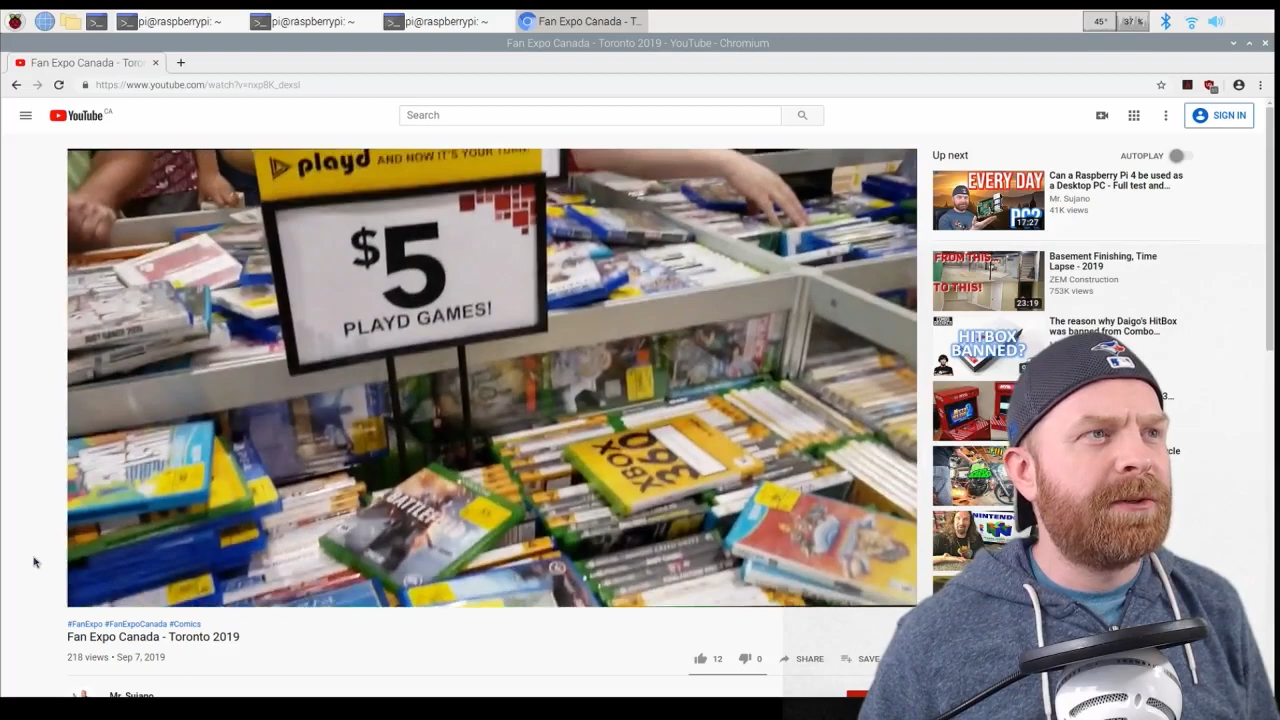 pi@raspberrypi: ~
pi@raspberrypi: ~
pi@raspberrypi: ~
Fan Expo Canada - T...
45°
37 %
Fan Expo Canada - Toronto 2019 - YouTube - Chromium
Fan Expo Canada - Toro
https://www.youtube.com/watch?v=nxp8K_dexsI
YouTube CA
Search
SIGN IN
playd AND NOW IT'S YOUR TURN.
$5
PLAYD GAMES!
XBOX
360
Up next
AUTOPLAY
EVERY DAY
PC?
17:27
Can a Raspberry Pi 4 be used as
a Desktop PC - Full test and...
Mr. Sujano
41K views
FROM THIS...
TO THIS!
23:19
Basement Finishing, Time
Lapse - 2019
ZEM Construction
753K views
HITBOX
BANNED?
The reason why Daigo's HitBox
was banned from Combo...
NINTENDO
#FanExpo #FanExpoCanada #Comics
Fan Expo Canada - Toronto 2019
218 views • Sep 7, 2019
12
0
SHARE
SAVE
Mr. Sujano